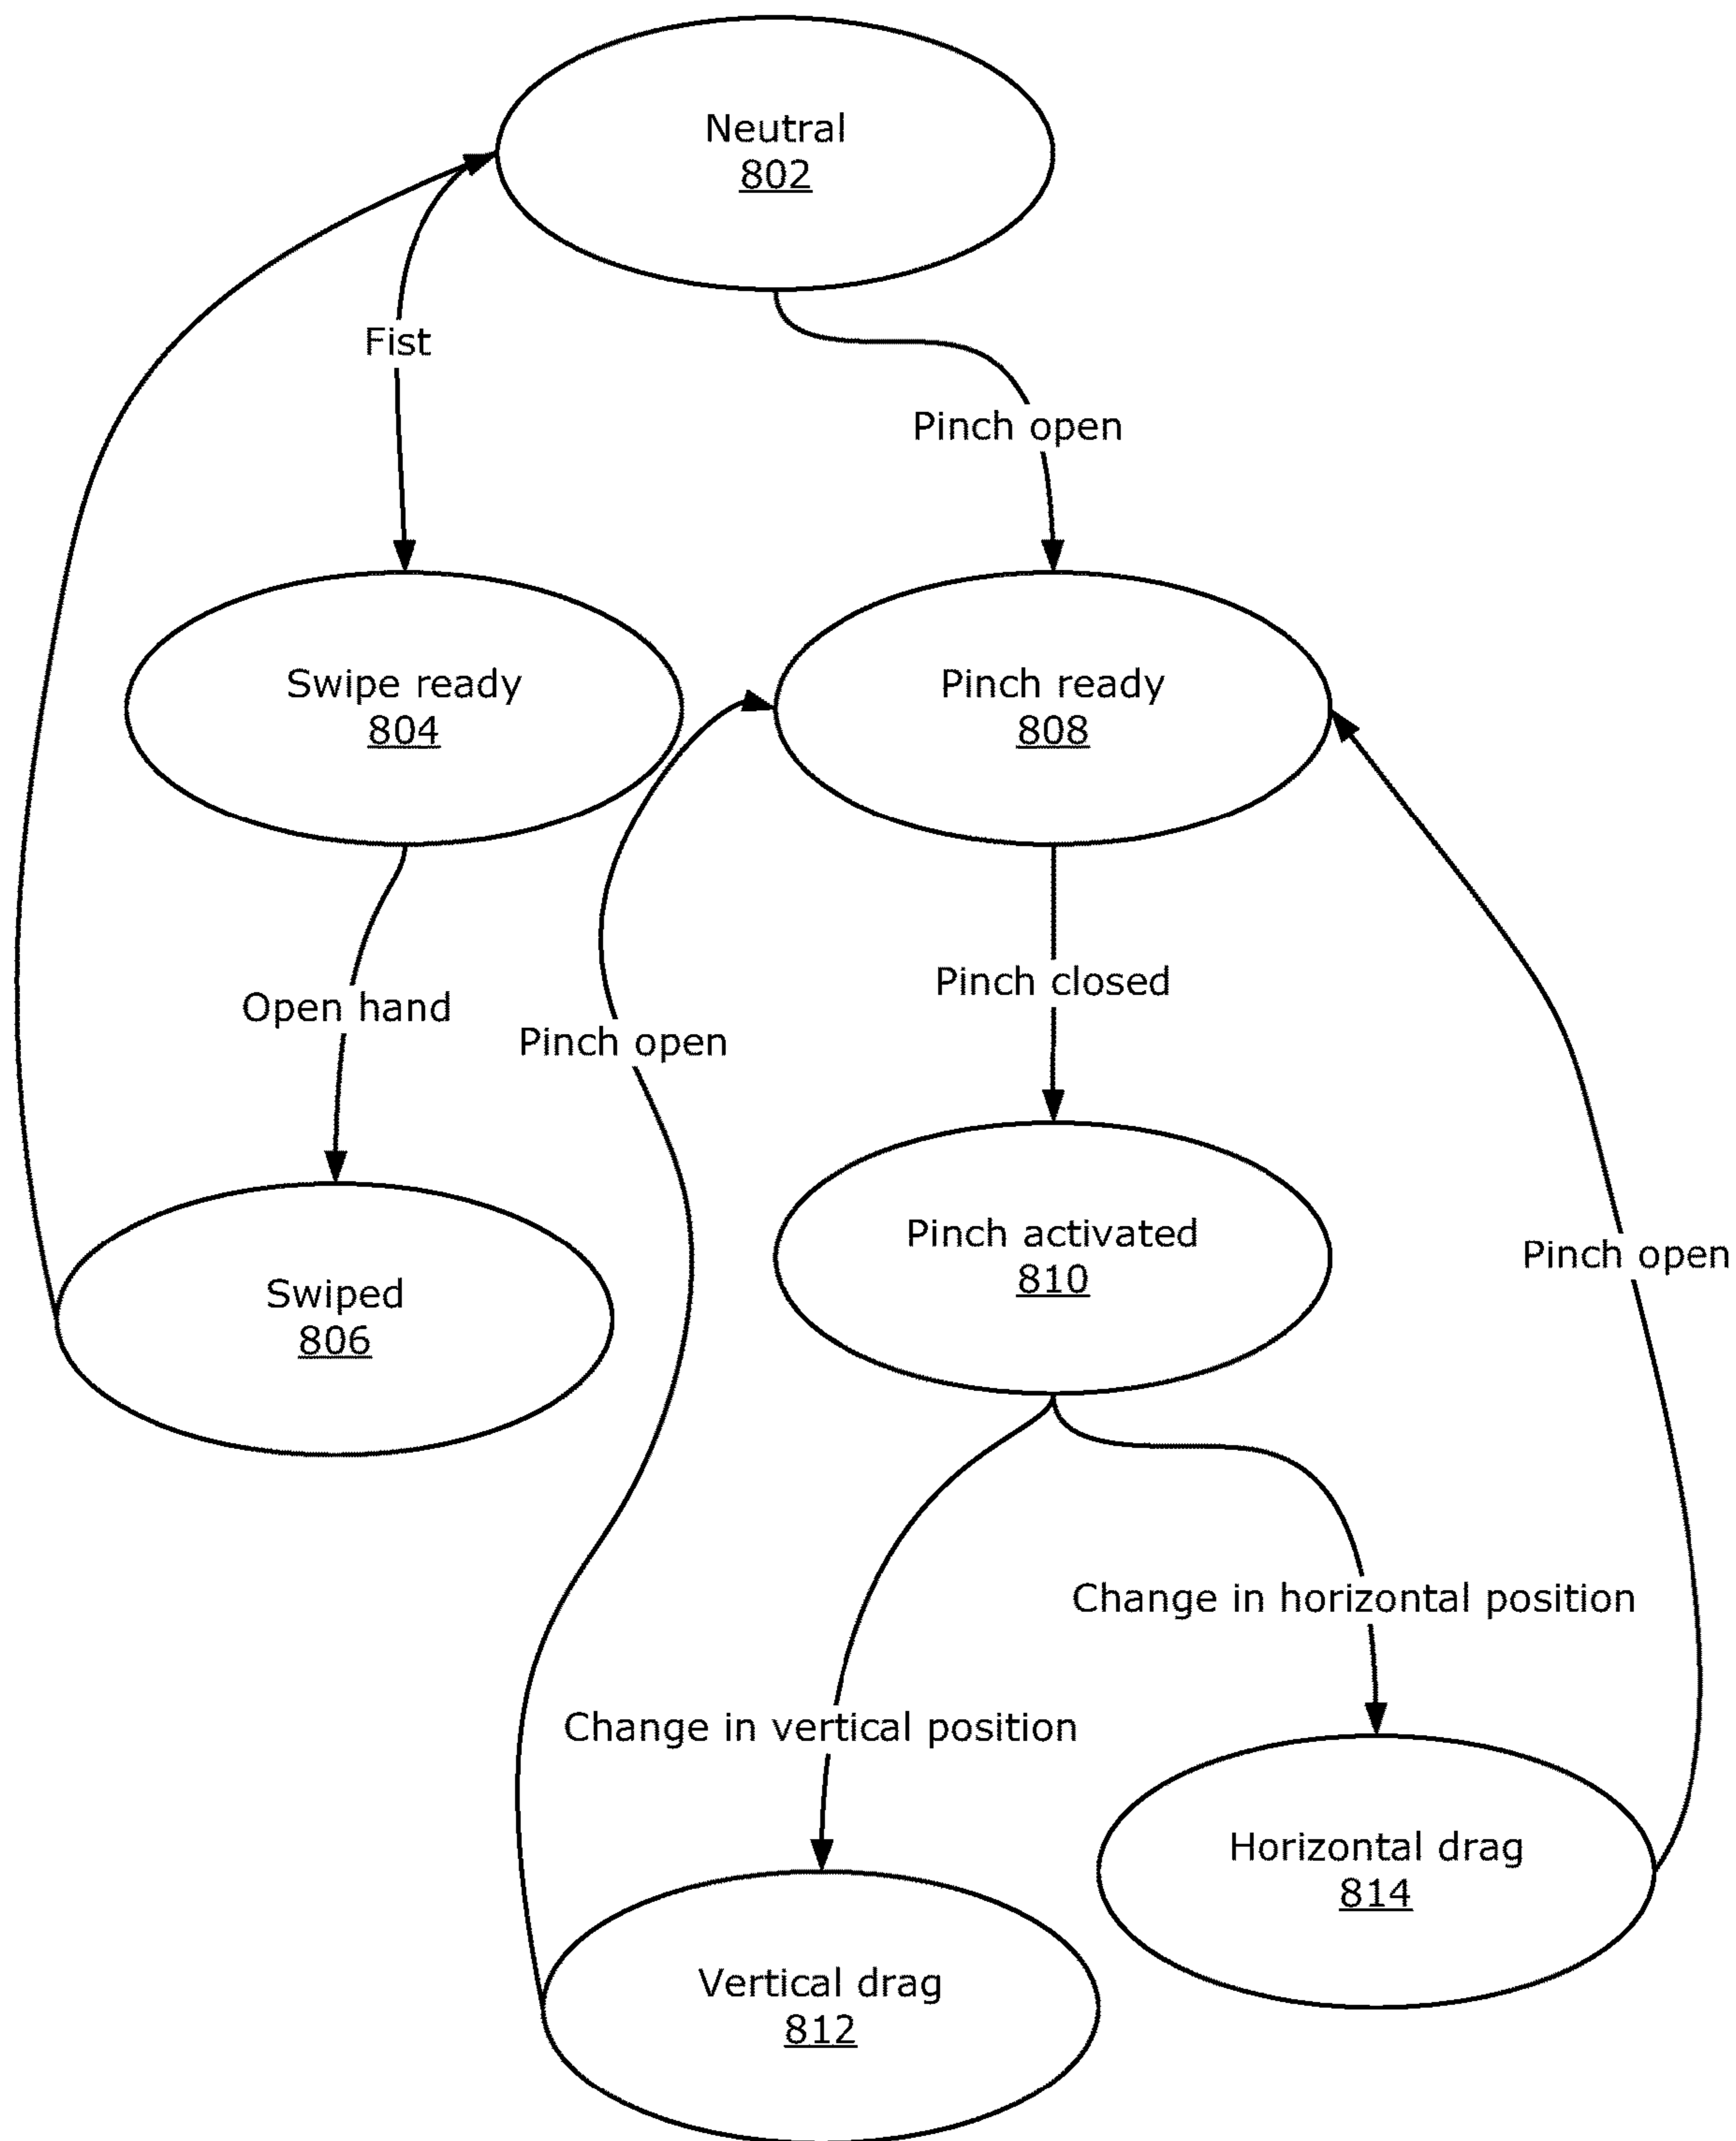 Neutral
802
Fist
Pinch open
Swipe ready
804
Pinch ready
808
Pinch closed
Open hand
Pinch open
Pinch activated
810
Pinch open
Swiped
806
Change in horizontal position
Change in vertical position
Horizontal drag
814
Vertical drag
812